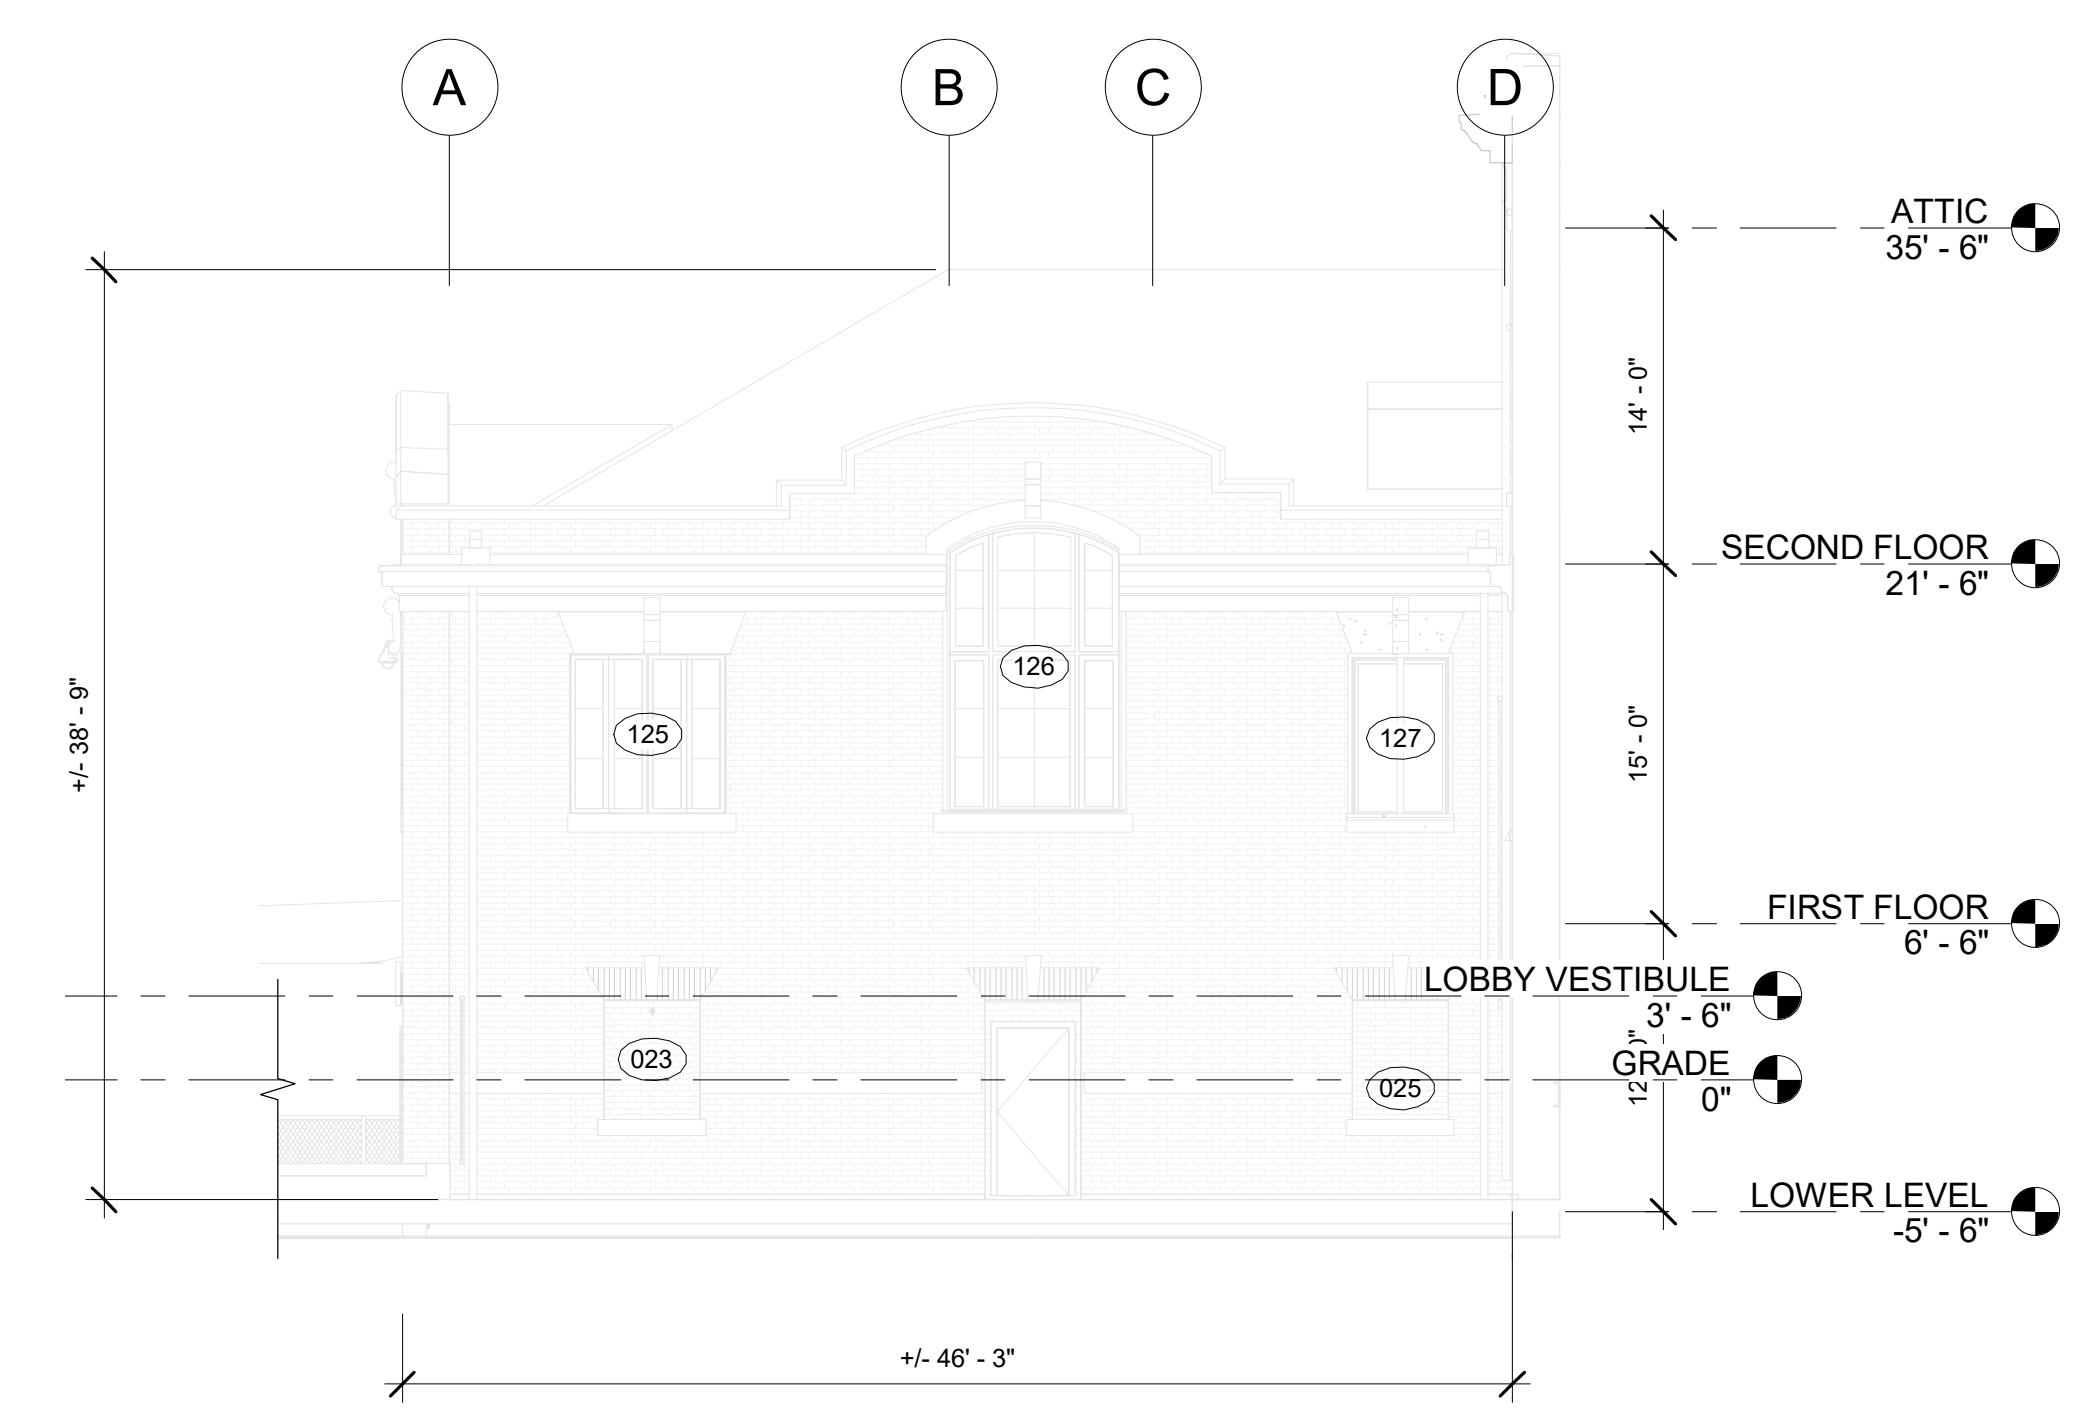 A
B
C
D
ATTIC
35' - 6"
14' - 0"
SECOND FLOOR
21' - 6"
+/- 38' - 9"
126
125
127
15' - 0"
FIRST FLOOR
6' - 6"
LOBBY VESTIBULE
3' - 6"
023
025
GRADE
0"
12
LOWER LEVEL
-5' - 6"
+/- 46' - 3"